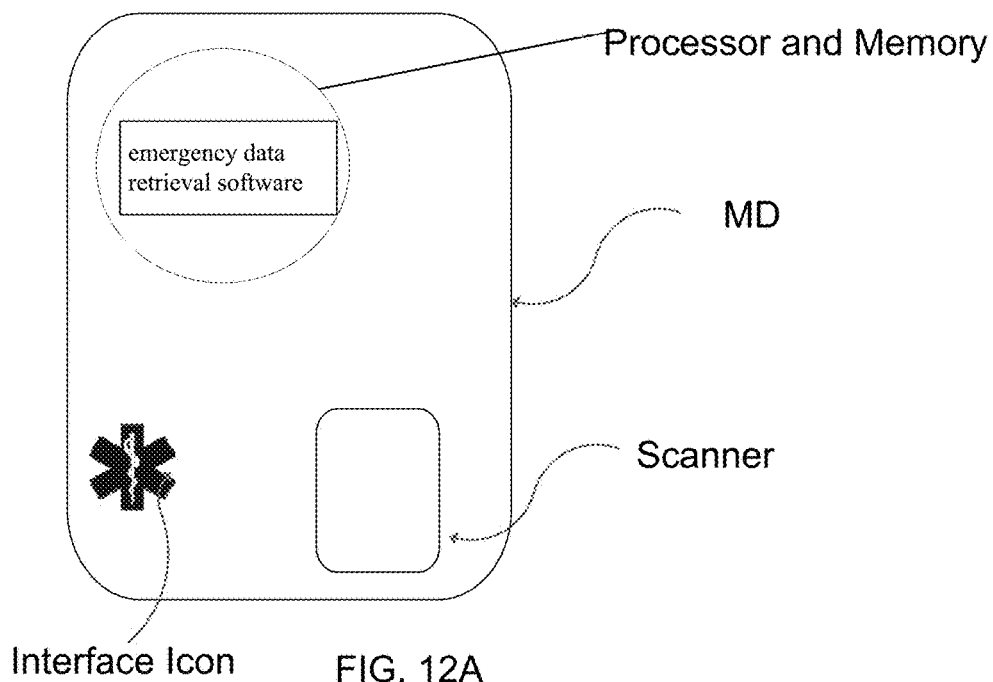 Processor and Memory
emergency data
retrieval software
MD
Scanner
Interface Icon
FIG. 12A